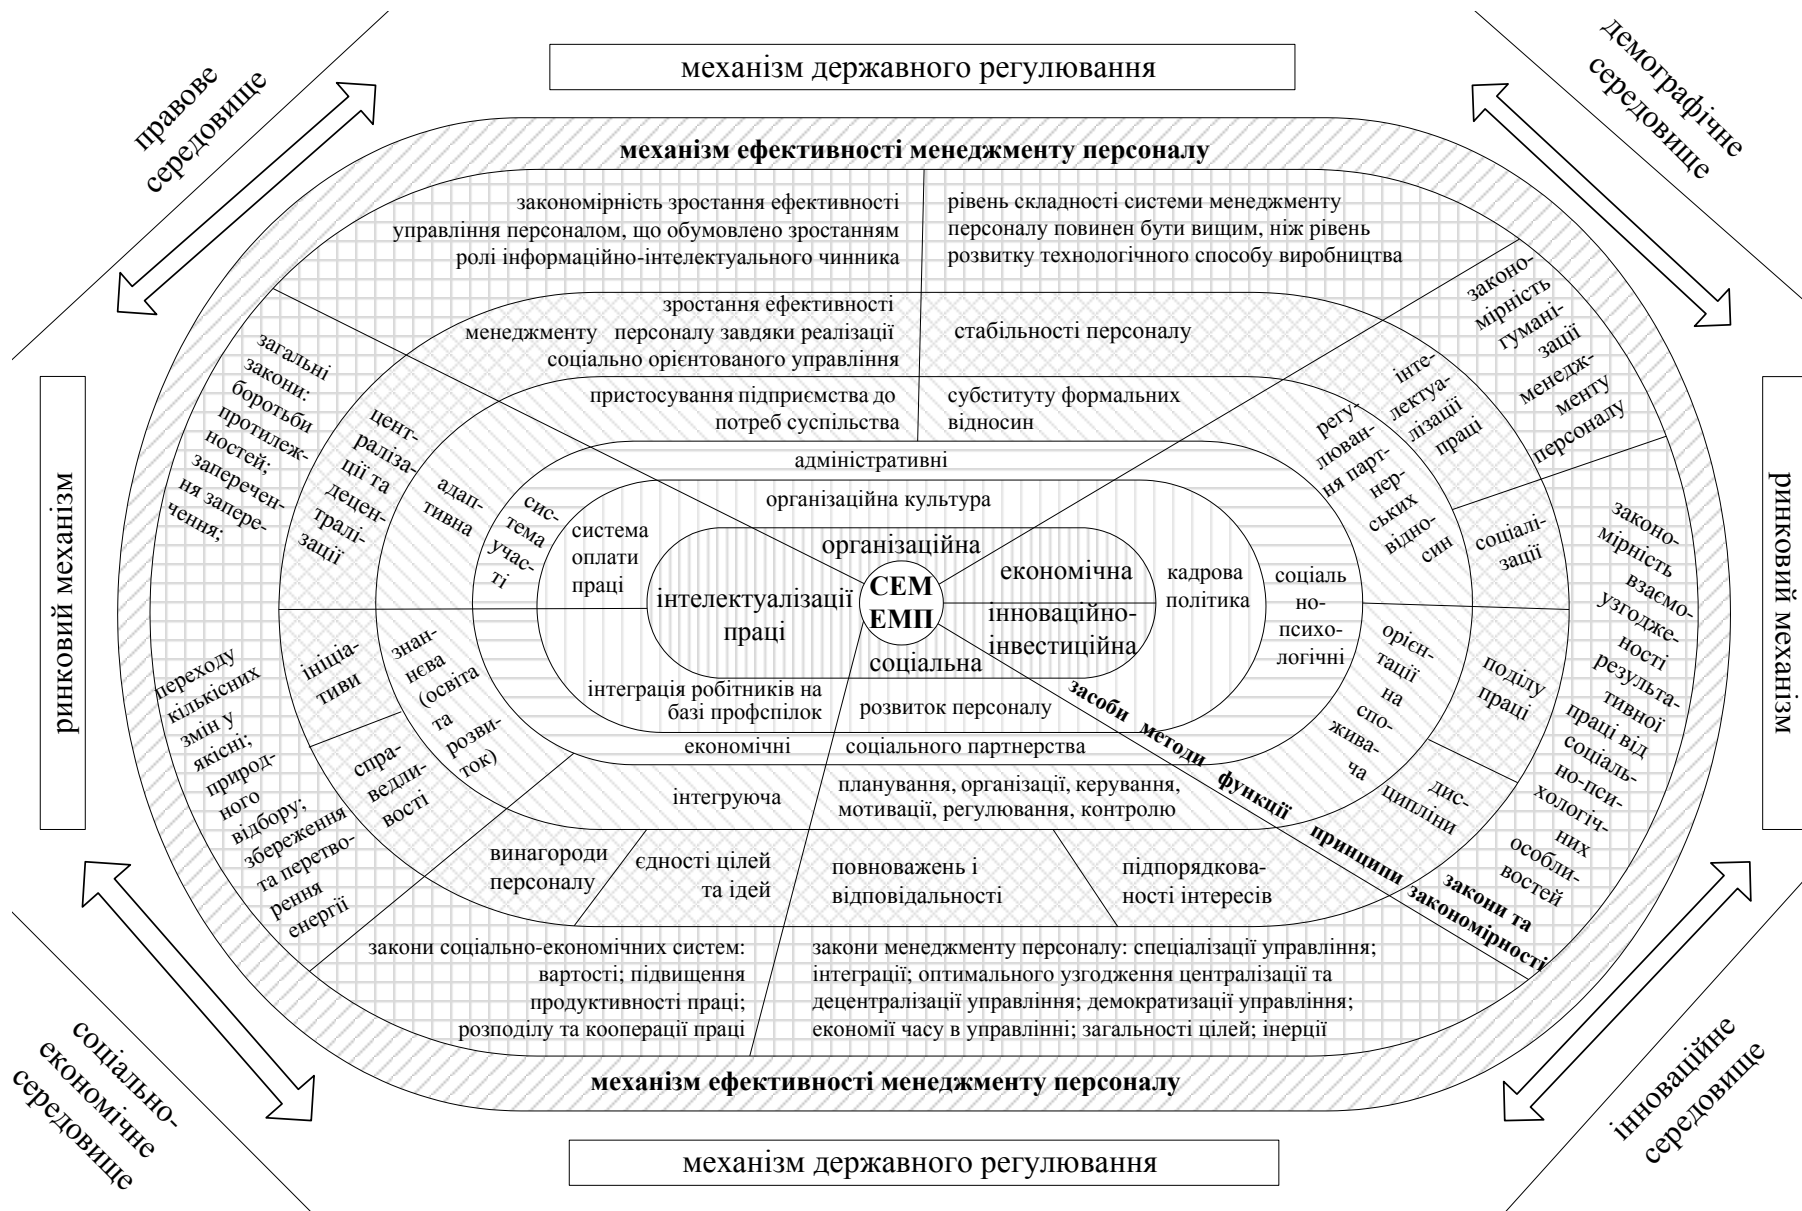 механізм державного регулювання
правове
середовище
демографічне
середовище
механізм ефективності менеджменту персоналу
закономірність зростання ефективності
управління персоналом, що обумовлено зростанням
ролі інформаційно-інтелектуального чинника
рівень складності системи менеджменту
персоналу повинен бути вищим, ніж рівень
розвитку технологічного способу виробництва
законо-
мірність
гумані-
зації
менедж-
менту
персоналу
зростання ефективності
менеджменту персоналу завдяки реалізації
соціально орієнтованого управління
стабільності персоналу
інте-
лектуа-
лізації
праці
загальні
закони:
боротьби
протилеж-
ностей;
заперечен-
ня запере-
чення;
цент-
раліза-
ції та
децен-
тралі-
зації
пристосування підприємства до
потреб суспільства
субституту формальних
відносин
регу-
люван-
ня парт-
нер-
ських
відно-
син
адап-
тивна
адміністративні
сис-
тема
учас-
ті
організаційна культура
система
оплати
праці
організаційна
економічна
СЕМ
ЕМП
інтелектуалізації
праці
інноваційно-
інвестиційна
соціальна
кадрова
політика
соціаль
но-
психо-
логічні
соціалі-
зації
законо-
мірність
взаємо-
узгодже-
ності
результа-
тивної
праці від
соціаль-
но-пси-
хологіч-
них
особли-
востей
ринковий механізм
ринковий механізм
переходу
кількісних
змін у
якісні;
природ-
ного
відбору;
збереження
та перетво-
рення
енергії
ініціа-
тиви
спра-
ведли-
вості
знан-
нєва
(освіта
та
розви-
ток)
інтеграція робітників на
базі профспілок
розвиток персоналу
економічні
соціального партнерства
орієн-
тації
на
спо-
жива-
ча
поділу
праці
дис-
ципліни
інтегруюча
планування, організації, керування,
мотивації, регулювання, контролю
винагороди
персоналу
єдності цілей
та ідей
повноважень і
відповідальності
підпорядкова-
ності інтересів
засоби
методи
функції
принципи
закони та
закономірності
закони соціально-економічних систем:
вартості; підвищення
продуктивності праці;
розподілу та кооперації праці
закони менеджменту персоналу: спеціалізації управління;
інтеграції; оптимального узгодження централізації та
децентралізації управління; демократизації управління;
економії часу в управлінні; загальності цілей; інерції
механізм ефективності менеджменту персоналу
соціально-
економічне
середовище
інноваційне
середовище
механізм державного регулювання